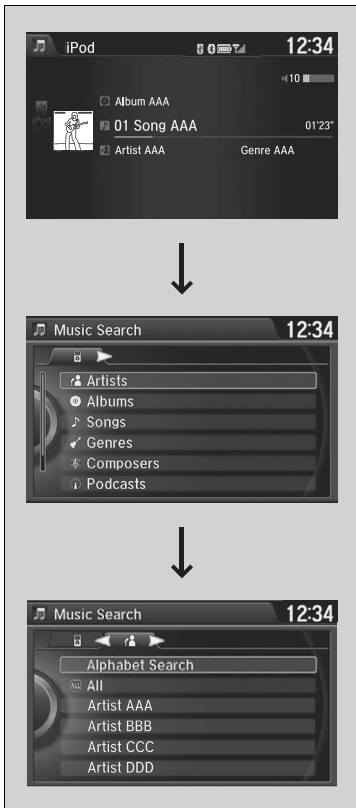 iPod 12:34
10
iPod
Album AAA
01 Song AAA 01'23"
Artist AAA Genre AAA
Music Search 12:34
Artists
Albums
Songs
Genres
Composers
Podcasts
Music Search 12:34
Alphabet Search
ALL All
Artist AAA
Artist BBB
Artist CCC
Artist DDD